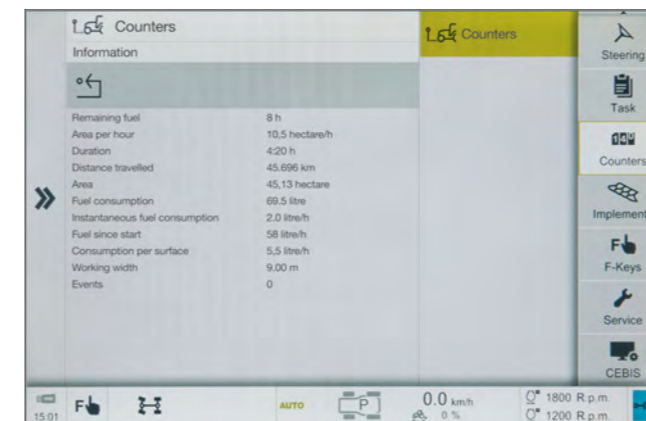 Counters
Information
Remaining fuel 8 h
Area per hour 10,5 hectare/h
Duration 4:20 h
Distance travelled 45.696 km
Area 45,13 hectare
Fuel consumption 69.5 litre
Instantaneous fuel consumption 2.0 litre/h
Fuel since start 58 litre/h
Consumption per surface 5,5 litre/h
Working width 9.00 m
Events 0
Counters
Steering
Task
Counters
Implement
F-Keys
Service
CEBIS
15:01
F
AUTO
P
0.0 km/h
0 %
1800 R.p.m.
1200 R.p.m.